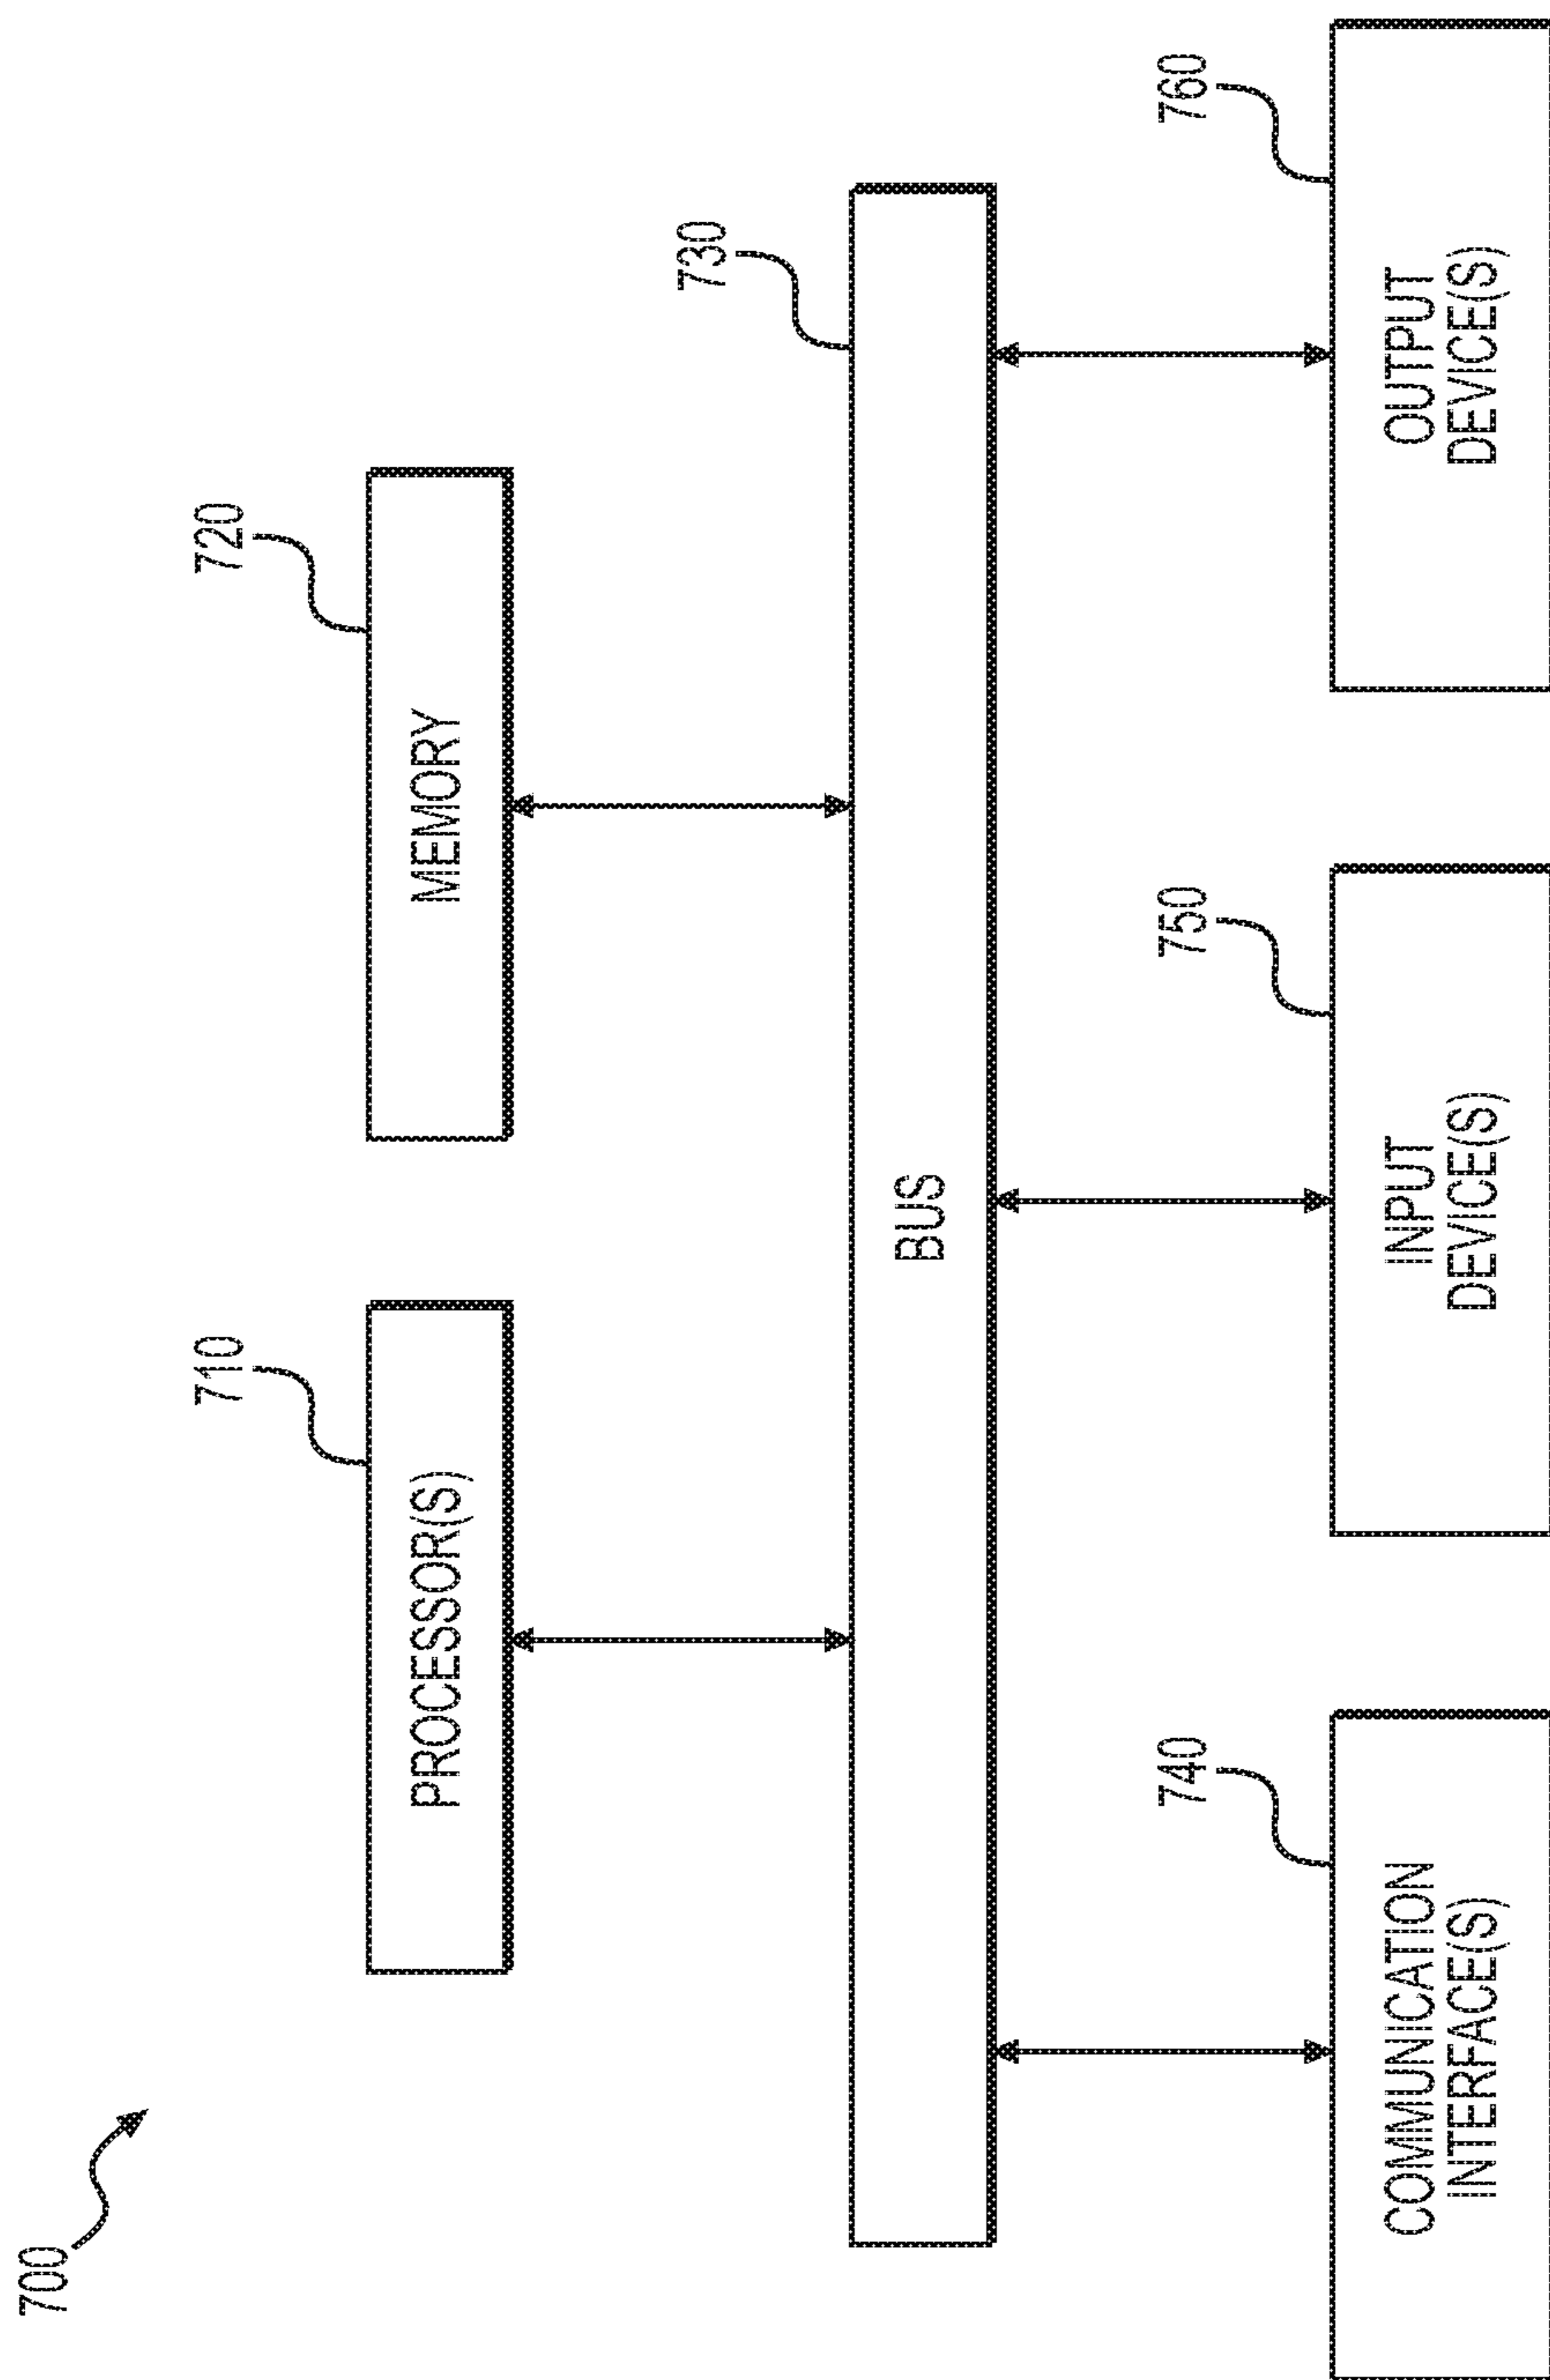 700
710
PROCESSOR(S)
720
MEMORY
730
BUS
740
COMMUNICATION
INTERFACE(S)
750
INPUT
DEVICE(S)
760
OUTPUT
DEVICE(S)